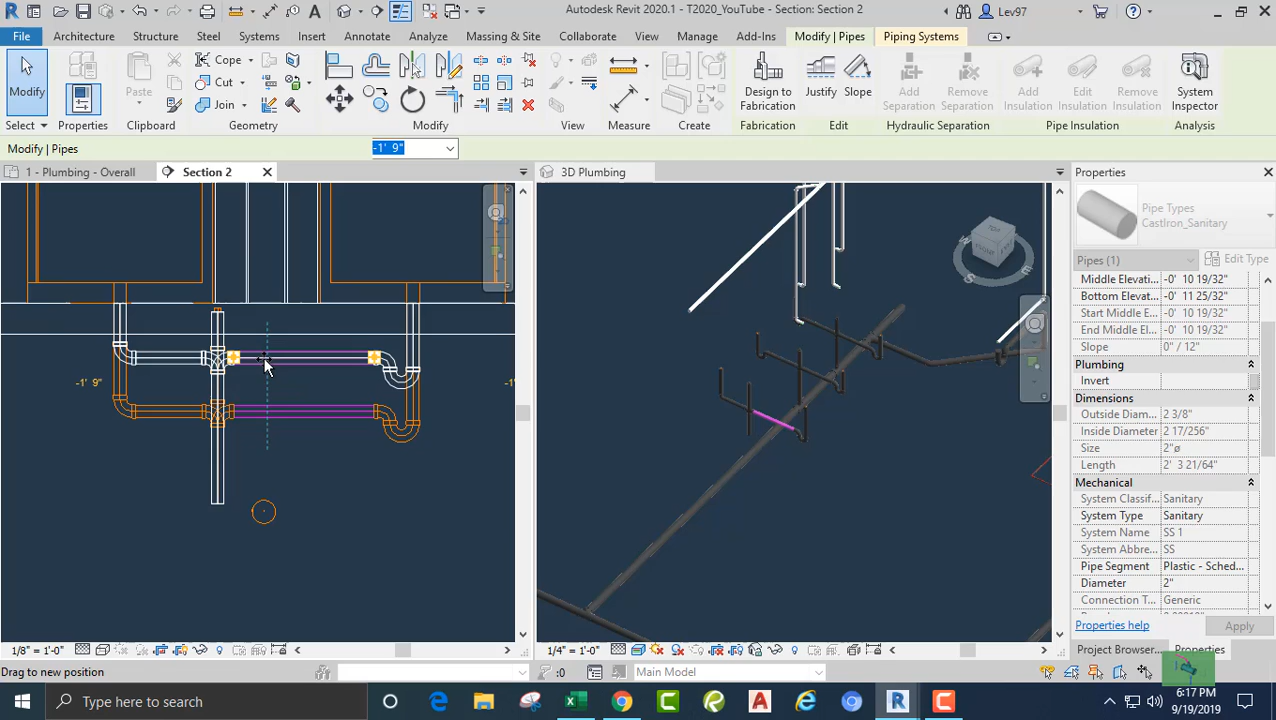 Autodesk Revit 2020.1 - T2020_YouTube - Section: Section 2
Lev97
File Architecture Structure Steel Systems Insert Annotate Analyze Massing & Site Collaborate View Manage Add-Ins Modify | Pipes Piping Systems
Modify
Paste
Cope
Cut
Join
Design to Fabrication
Justify
Slope
Add Separation
Edit Separation
Remove Separation
Add Insulation
Edit Insulation
Remove Insulation
System Inspector
Select Properties Clipboard Geometry Modify View Measure Create Fabrication Edit Hydraulic Separation Pipe Insulation Analysis
Modify | Pipes
-1' 9"
1 - Plumbing - Overall
Section 2
3D Plumbing
Properties
Pipe Types
CastIron_Sanitary
Pipes (1)
Edit Type
Middle Elevati... -0' 10 19/32"
Bottom Elevat... -0' 11 25/32"
Start Middle E... -0' 10 19/32"
End Middle El... -0' 10 19/32"
Slope 0" / 12"
Plumbing
Invert
Dimensions
Outside Diam... 2 3/8"
Inside Diameter 2 17/256"
Size 2"ø
Length 2' 3 21/64"
Mechanical
System Classif... Sanitary
System Type Sanitary
System Name SS 1
System Abbre... SS
Pipe Segment Plastic - Sched...
Diameter 2"
Connection T... Generic
Properties help
Apply
Project Browser... Properties
-1' 9"
-1'
TOP
1/8" = 1'-0"
1/4" = 1'-0"
Drag to new position
:0
Main Model
:1
Type here to search
6:17 PM
9/19/2019